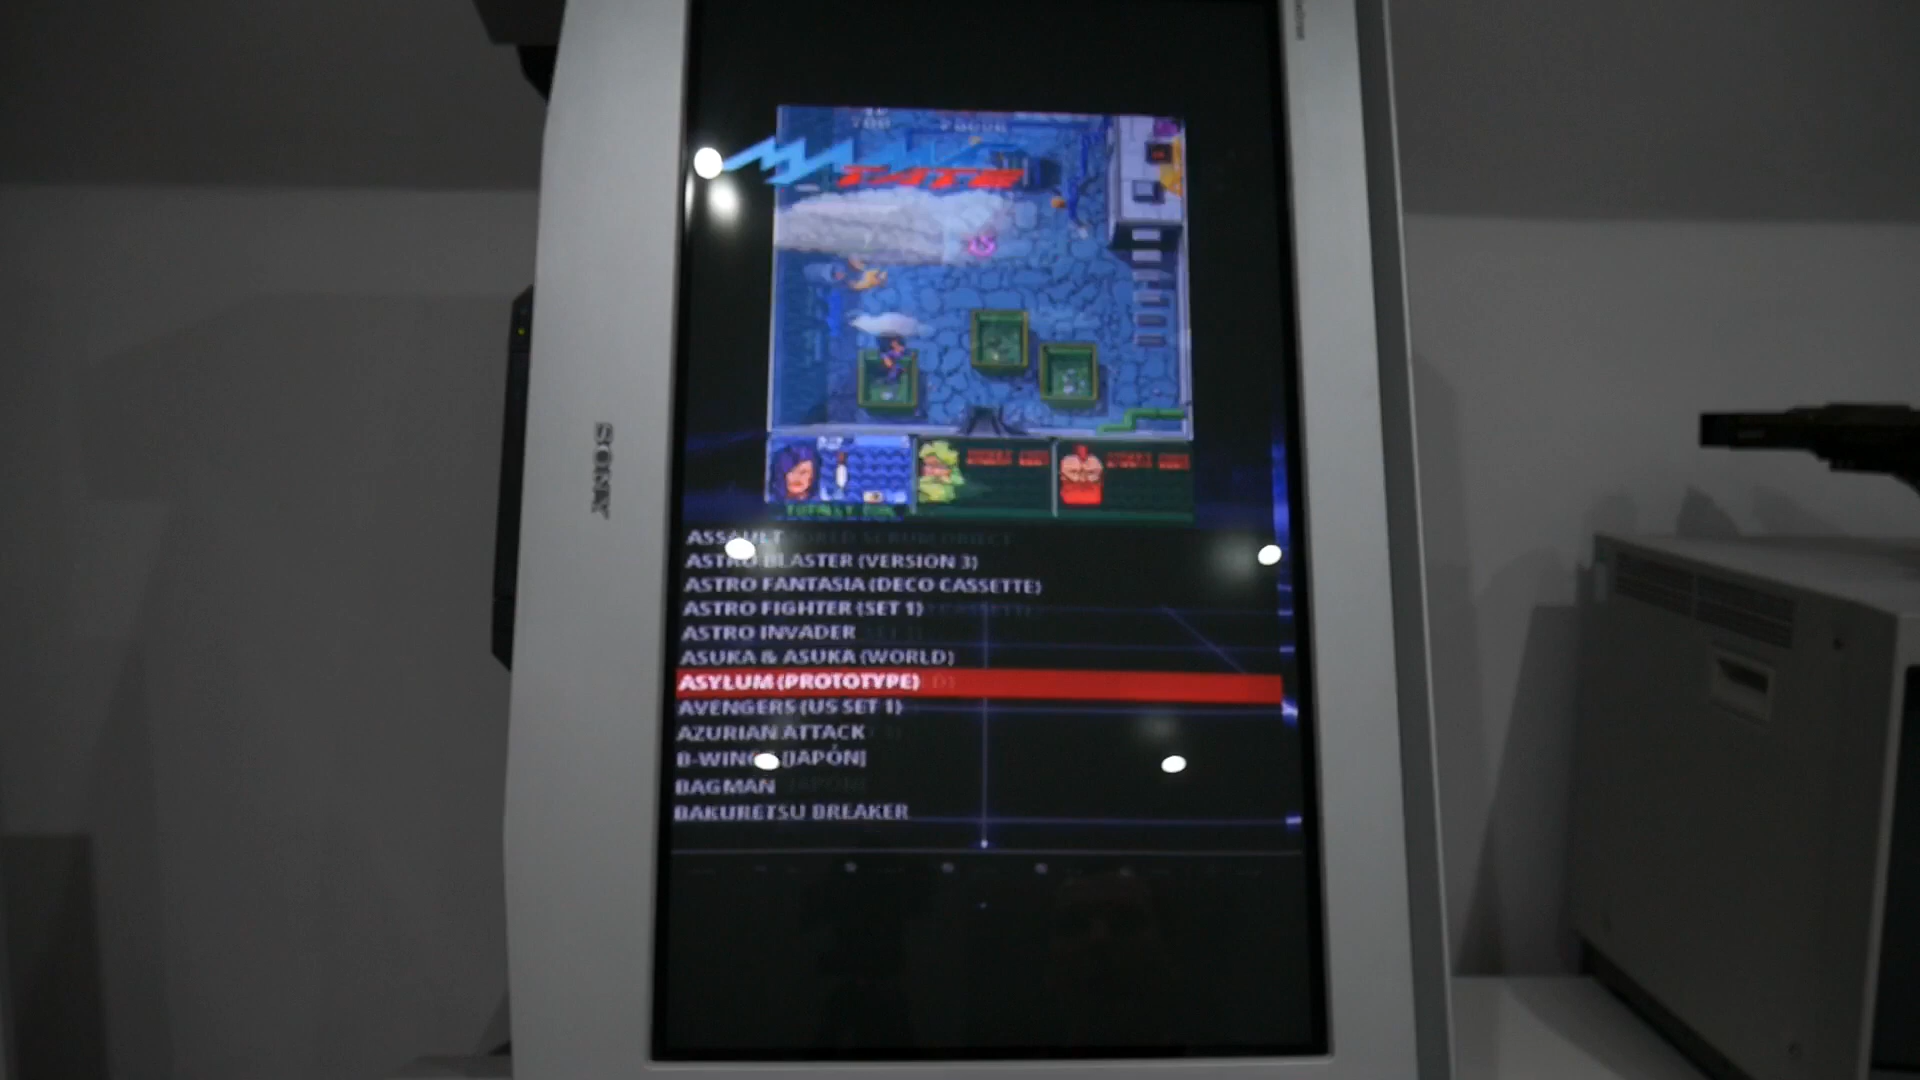 SONY
TATE
ASSAULT
ASTRO BLASTER (VERSION 3)
ASTRO FANTASIA (DECO CASSETTE)
ASTRO FIGHTER (SET 1)
ASTRO INVADER
ASUKA & ASUKA (WORLD)
ASYLUM (PROTOTYPE)
AVENGERS (US SET 1)
AZURIAN ATTACK
B-WINGS [JAPÓN]
BAGMAN
BAKURETSU BREAKER